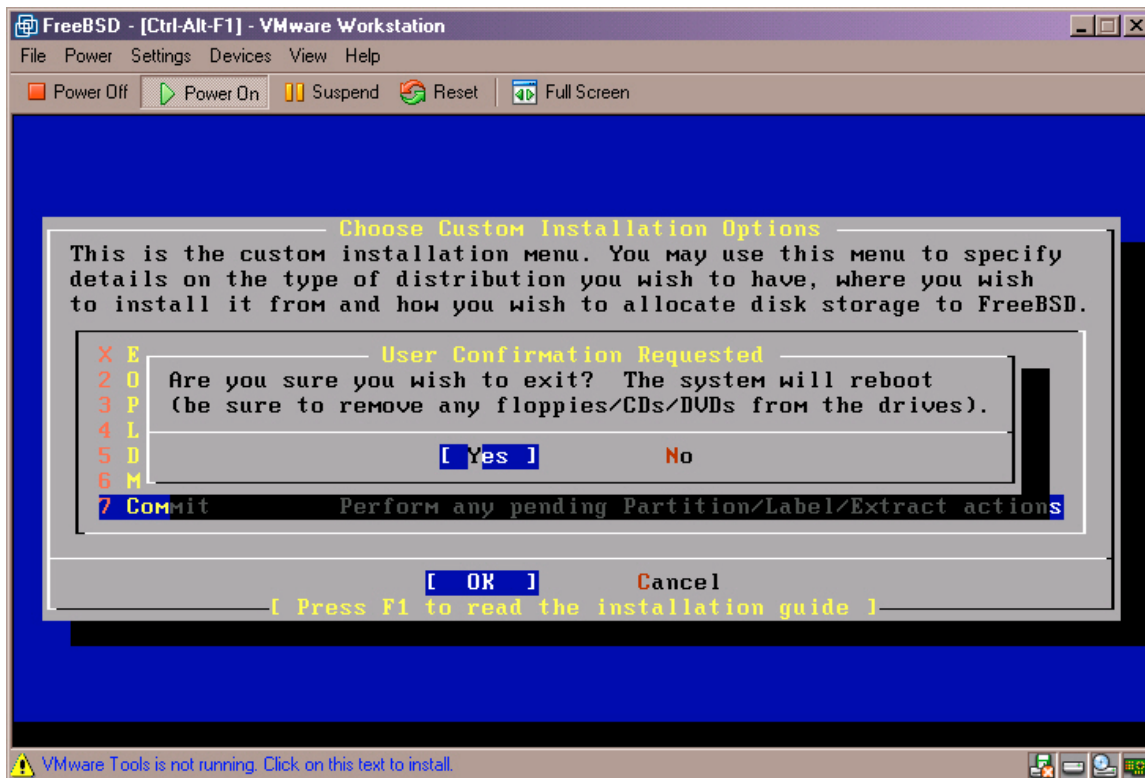 FreeBSD - [Ctrl-Alt-F1] - VMware Workstation
File Power Settings Devices View Help
Power Off Power On Suspend Reset Full Screen
Choose Custom Installation Options
This is the custom installation menu. You may use this menu to specify
details on the type of distribution you wish to have, where you wish
to install it from and how you wish to allocate disk storage to FreeBSD.
X E
2 O
3 P
4 L
5 D
6 M
User Confirmation Requested
Are you sure you wish to exit? The system will reboot
(be sure to remove any floppies/CDs/DVDs from the drives).
[ Yes ] No
7 Commit Perform any pending Partition/Label/Extract actions
[ OK ] Cancel
[ Press F1 to read the installation guide ]
VMware Tools is not running. Click on this text to install.